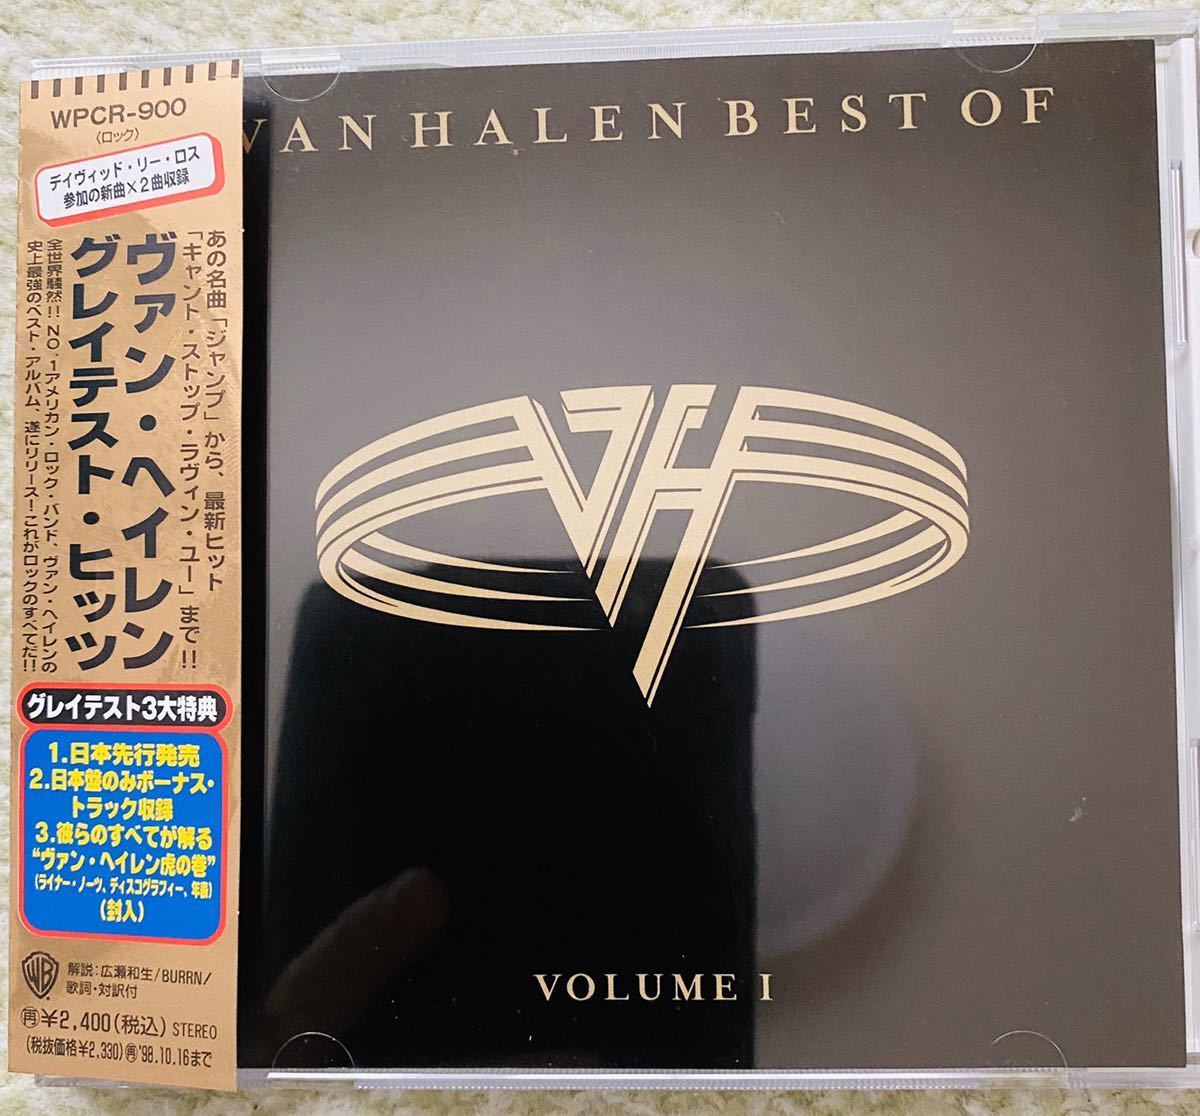 WPCR-900
〈ロック〉
デイヴィッド・リー・ロス
参加の新曲×2曲収録
あの名曲「ジャンプ」から、最新ヒット
「キャント・ストップ・ラヴィン・ユー」まで!!
ヴァン・ヘイレン
グレイテスト・ヒッツ
全世界騒然!! NO.1アメリカン・ロック・バンド、ヴァン・ヘイレンの
史上最強のベスト・アルバム、遂にリリース!これがロックのすべてだ!!
グレイテスト3大特典
1.日本先行発売
2.日本盤のみボーナス・
トラック収録
3.彼らのすべてが解る
“ヴァン・ヘイレン虎の巻”
(ライナー・ノーツ、ディスコグラフィー、年表)
(封入)
WB
解説:広瀬和生/BURRN/
歌詞・対訳付
再¥2,400(税込) STEREO
(税抜価格¥2,330)再'98.10.16まで
VAN HALEN BEST OF
VH
VOLUME I